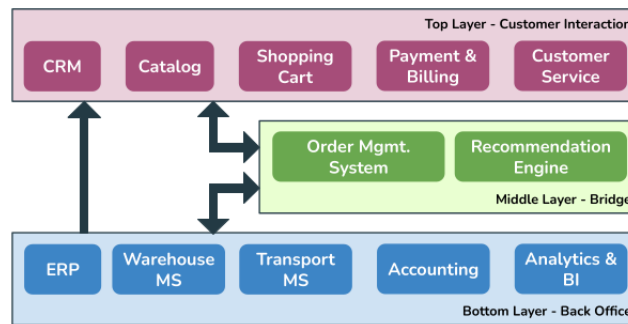 Top Layer - Customer Interaction
CRM
Catalog
Shopping
Cart
Payment &
Billing
Customer
Service
Order Mgmt.
System
Recommendation
Engine
Middle Layer - Bridge
ERP
Warehouse
MS
Transport
MS
Accounting
Analytics &
BI
Bottom Layer - Back Office